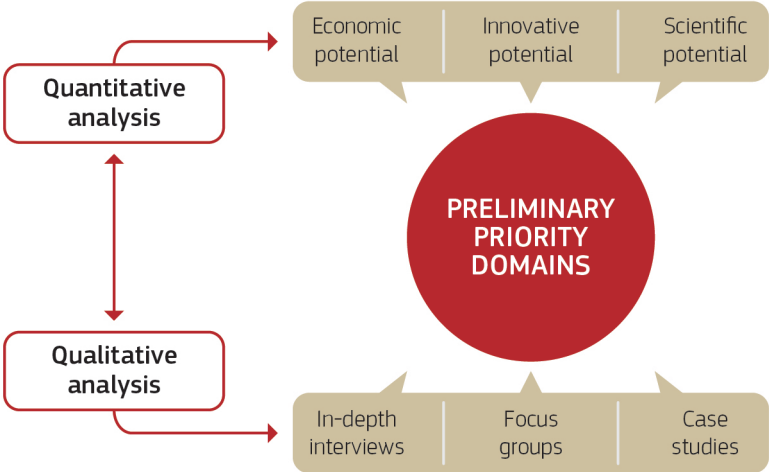 Economic
potential
Innovative
potential
Scientific
potential
Quantitative
analysis
PRELIMINARY
PRIORITY
DOMAINS
Qualitative
analysis
In-depth
interviews
Focus
groups
Case
studies